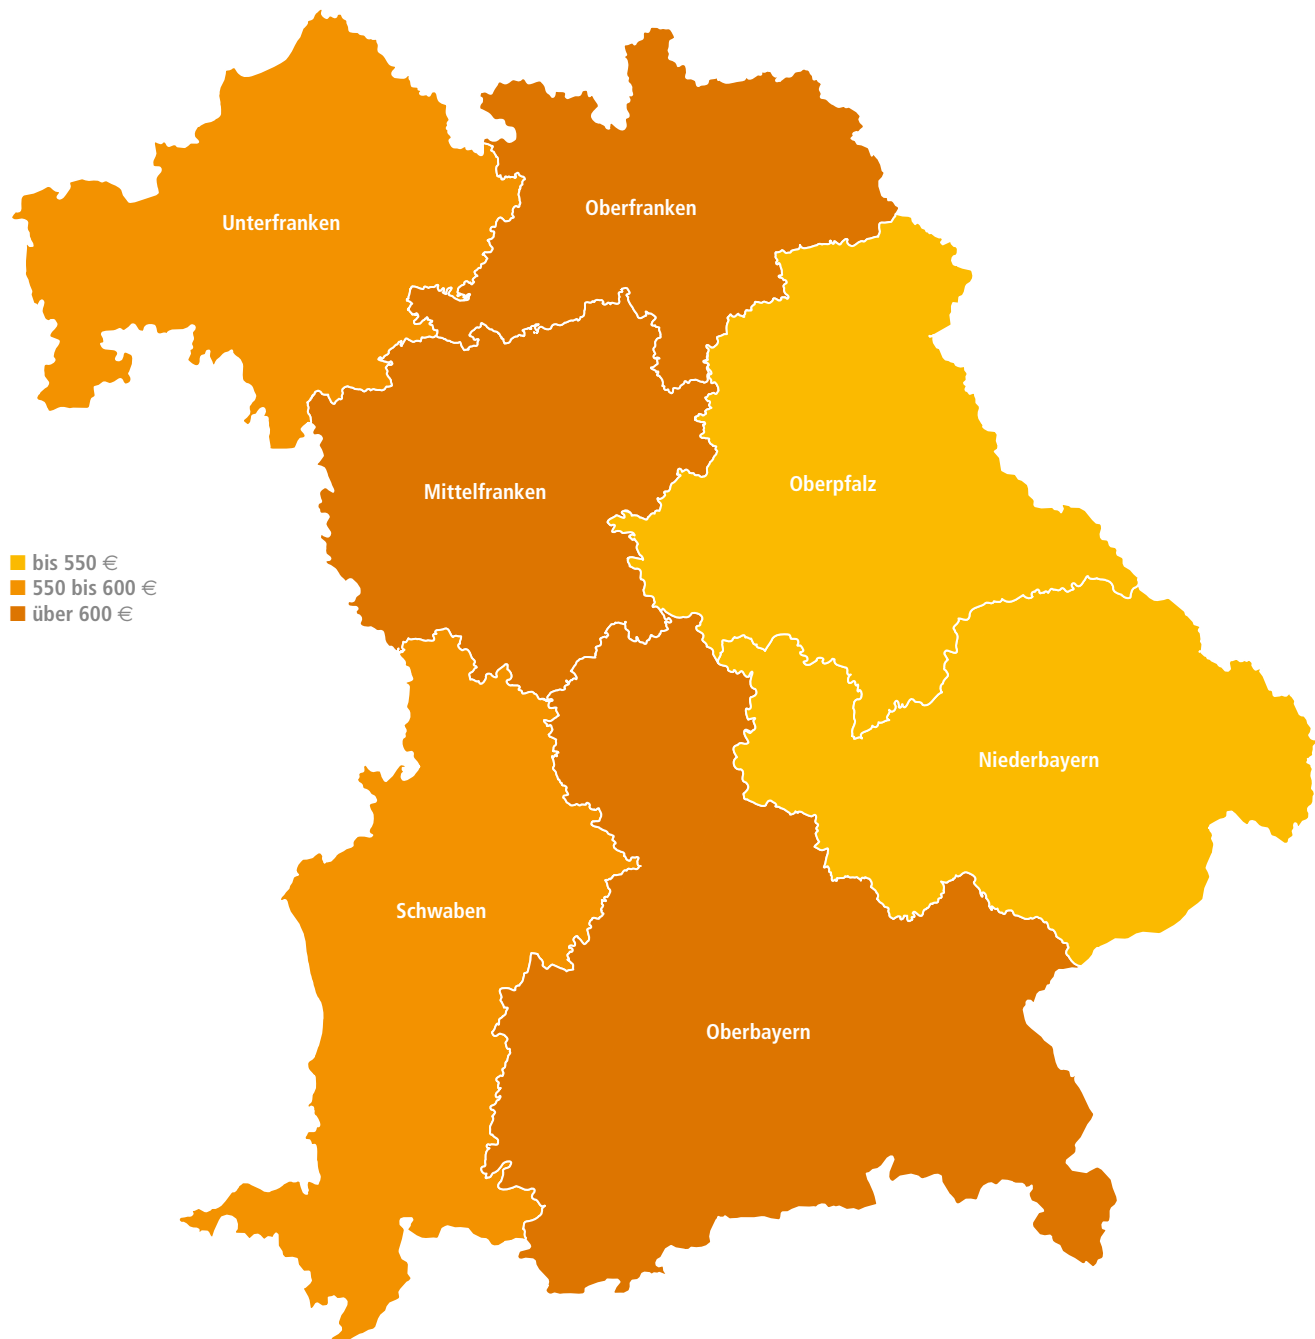 Unterfranken
Oberfranken
Mittelfranken
Oberpfalz
bis 550 €
550 bis 600 €
über 600 €
Niederbayern
Schwaben
Oberbayern